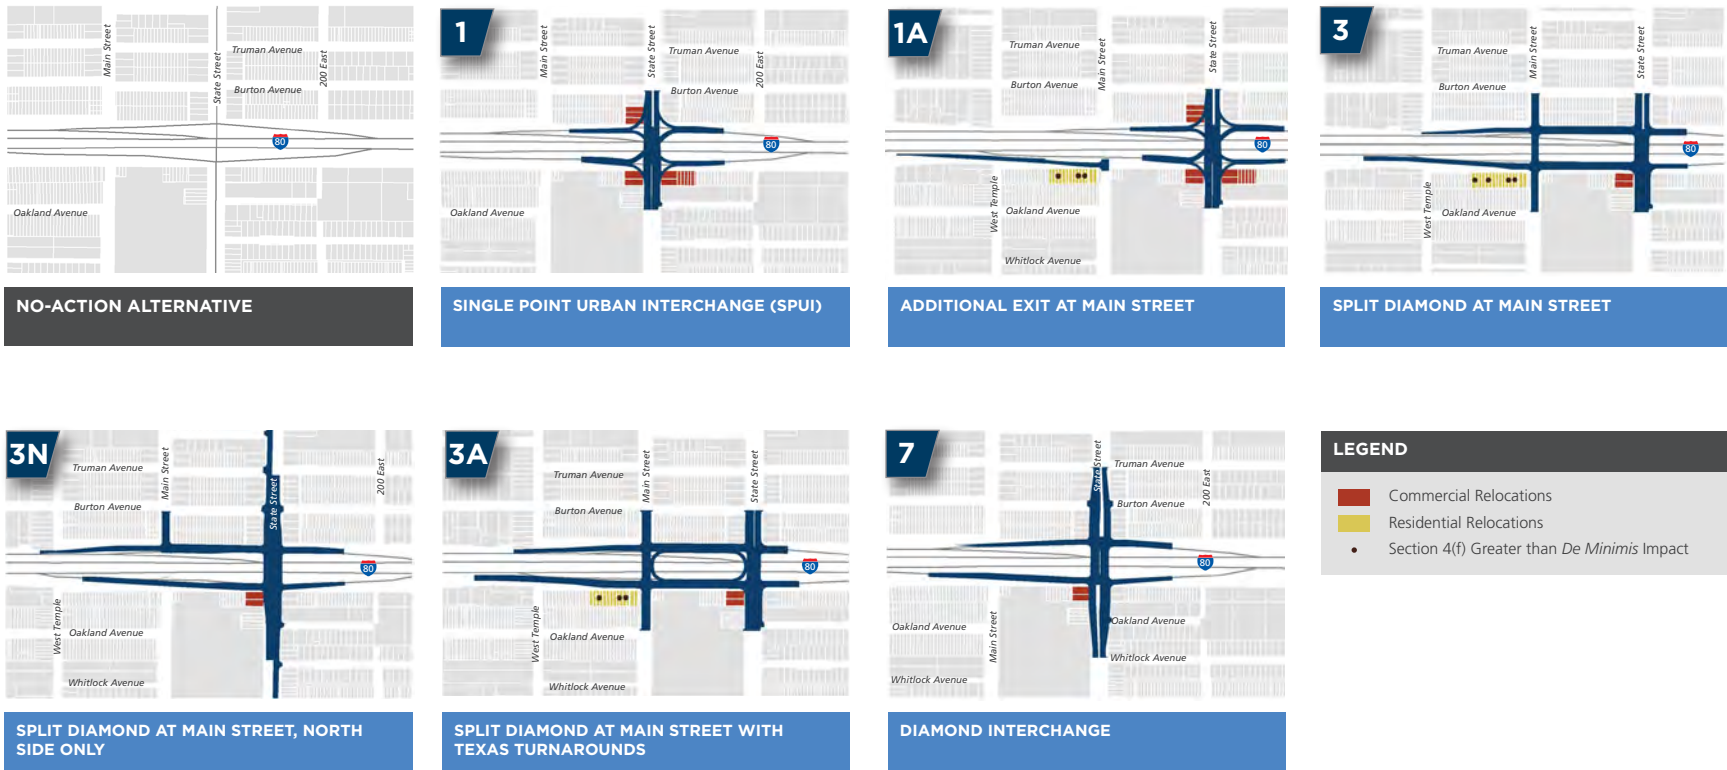 Main Street
State Street
Truman Avenue
200 East
Burton Avenue
80
Oakland Avenue
NO-ACTION ALTERNATIVE
1
Main Street
State Street
Truman Avenue
200 East
Burton Avenue
80
Oakland Avenue
SINGLE POINT URBAN INTERCHANGE (SPUI)
1A
Truman Avenue
Main Street
State Street
Burton Avenue
80
West Temple
Oakland Avenue
Whitlock Avenue
ADDITIONAL EXIT AT MAIN STREET
3
Truman Avenue
Main Street
State Street
Burton Avenue
80
West Temple
Oakland Avenue
SPLIT DIAMOND AT MAIN STREET
3N
Truman Avenue
Main Street
State Street
200 East
Burton Avenue
80
West Temple
Oakland Avenue
Whitlock Avenue
SPLIT DIAMOND AT MAIN STREET, NORTH
SIDE ONLY
3A
Truman Avenue
Main Street
State Street
Burton Avenue
80
West Temple
Oakland Avenue
Whitlock Avenue
SPLIT DIAMOND AT MAIN STREET WITH
TEXAS TURNAROUNDS
7
State Street
Truman Avenue
200 East
Burton Avenue
80
Oakland Avenue
Main Street
Oakland Avenue
Whitlock Avenue
Whitlock Avenue
DIAMOND INTERCHANGE
LEGEND
Commercial Relocations
Residential Relocations
Section 4(f) Greater than De Minimis Impact